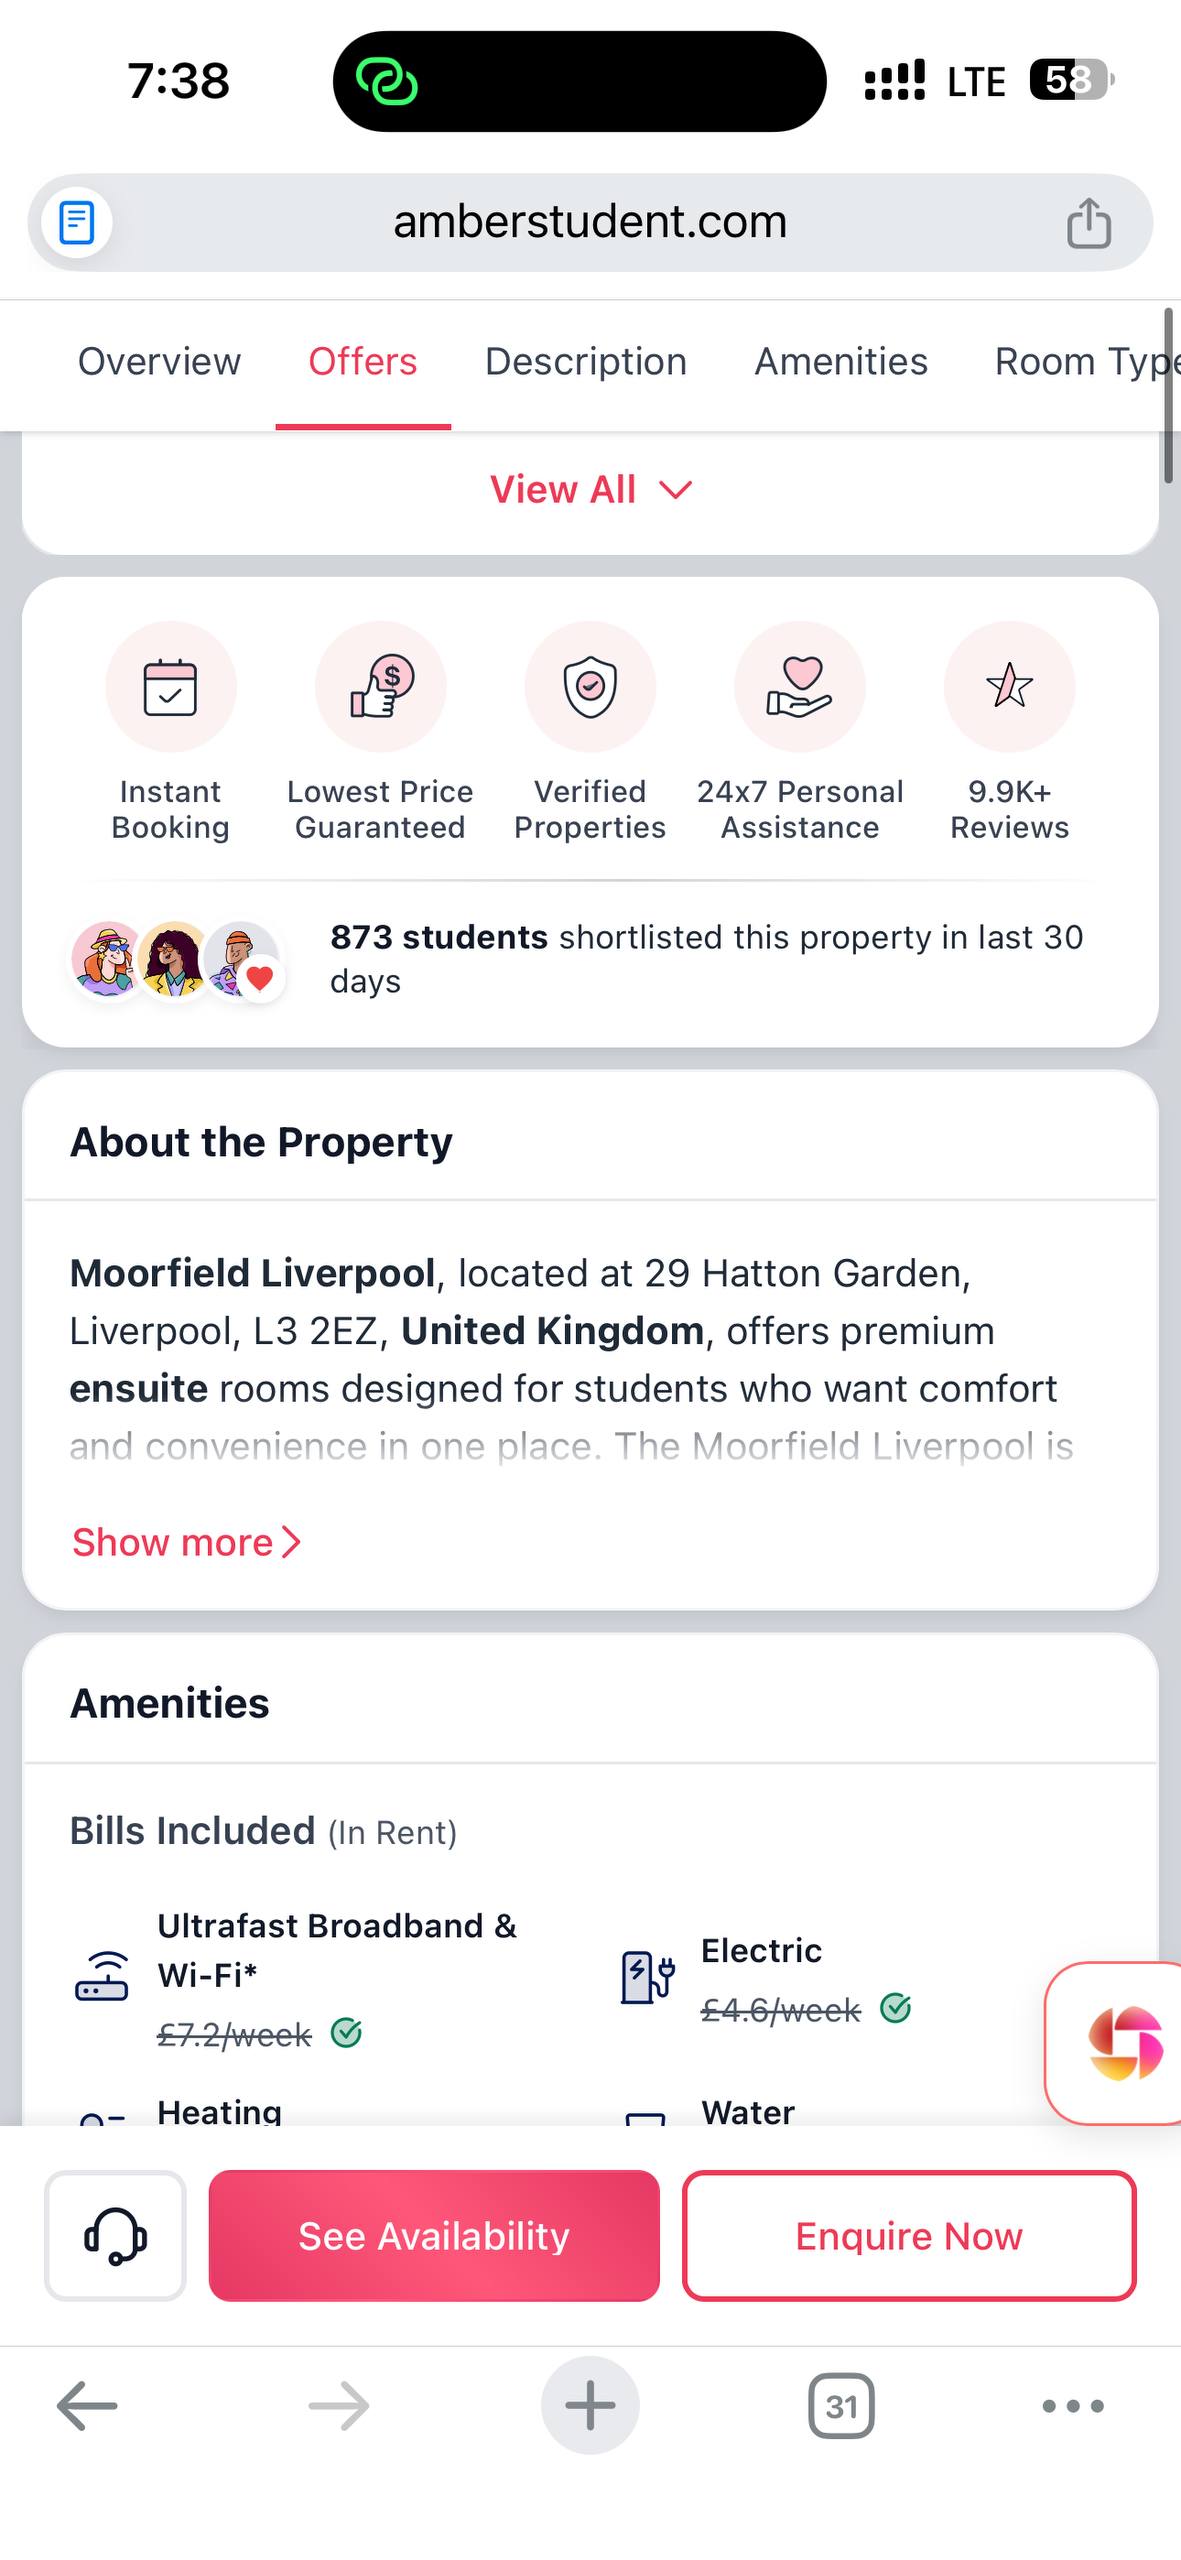 7:38
LTE
58
amberstudent.com
Overview
Offers
Description
Amenities
Room Type
View All
$
Instant
Booking
Lowest Price
Guaranteed
Verified
Properties
24x7 Personal
Assistance
9.9K+
Reviews
873 students shortlisted this property in last 30
days
About the Property
Moorfield Liverpool, located at 29 Hatton Garden,
Liverpool, L3 2EZ, United Kingdom, offers premium
ensuite rooms designed for students who want comfort
and convenience in one place. The Moorfield Liverpool is
Show more
Amenities
Bills Included (In Rent)
Ultrafast Broadband &
Wi-Fi*
£7.2/week
Electric
£4.6/week
Heating
Water
See Availability
Enquire Now
31